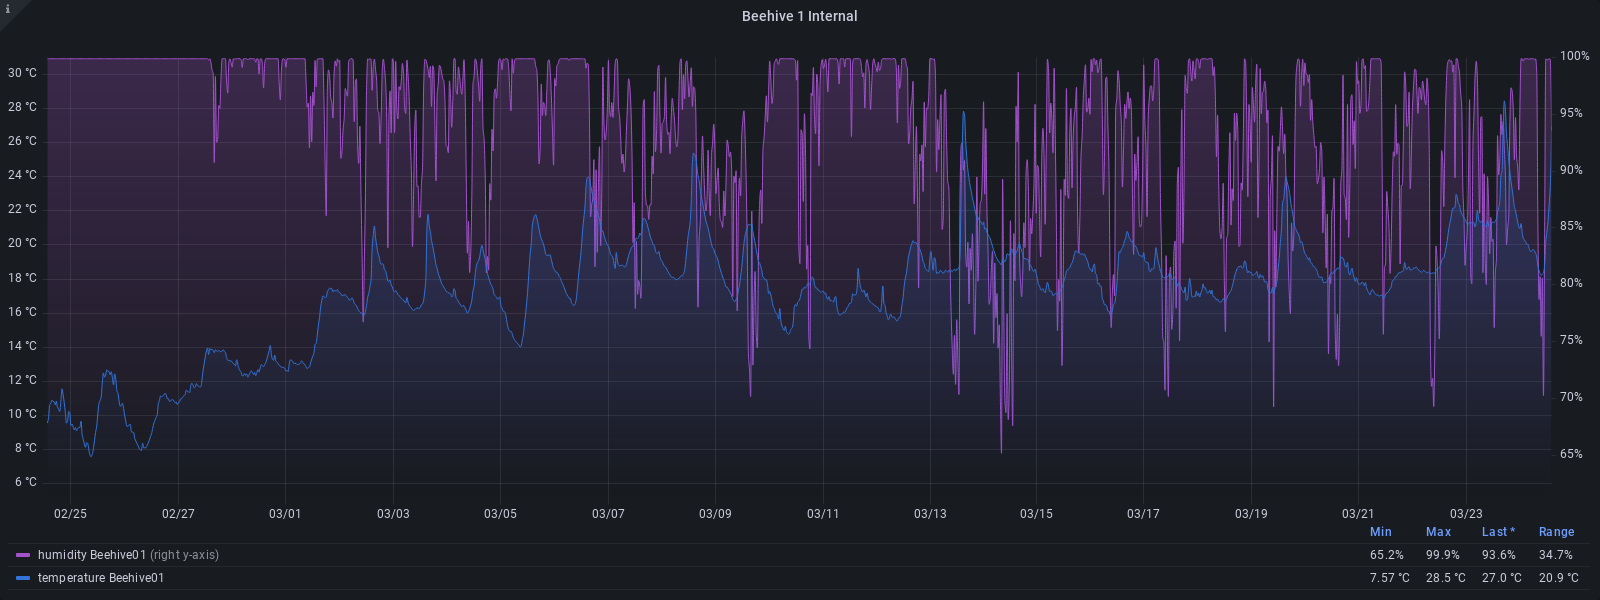 i
Beehive 1 Internal
30 °C
28 °C
26 °C
24 °C
22 °C
20 °C
18 °C
16 °C
14 °C
12 °C
10 °C
8 °C
6 °C
100%
95%
90%
85%
80%
75%
70%
65%
02/25 02/27 03/01 03/03 03/05 03/07 03/09 03/11 03/13 03/15 03/17 03/19 03/21 03/23
Min Max Last * Range
humidity Beehive01 (right y-axis) 65.2% 99.9% 93.6% 34.7%
temperature Beehive01 7.57 °C 28.5 °C 27.0 °C 20.9 °C